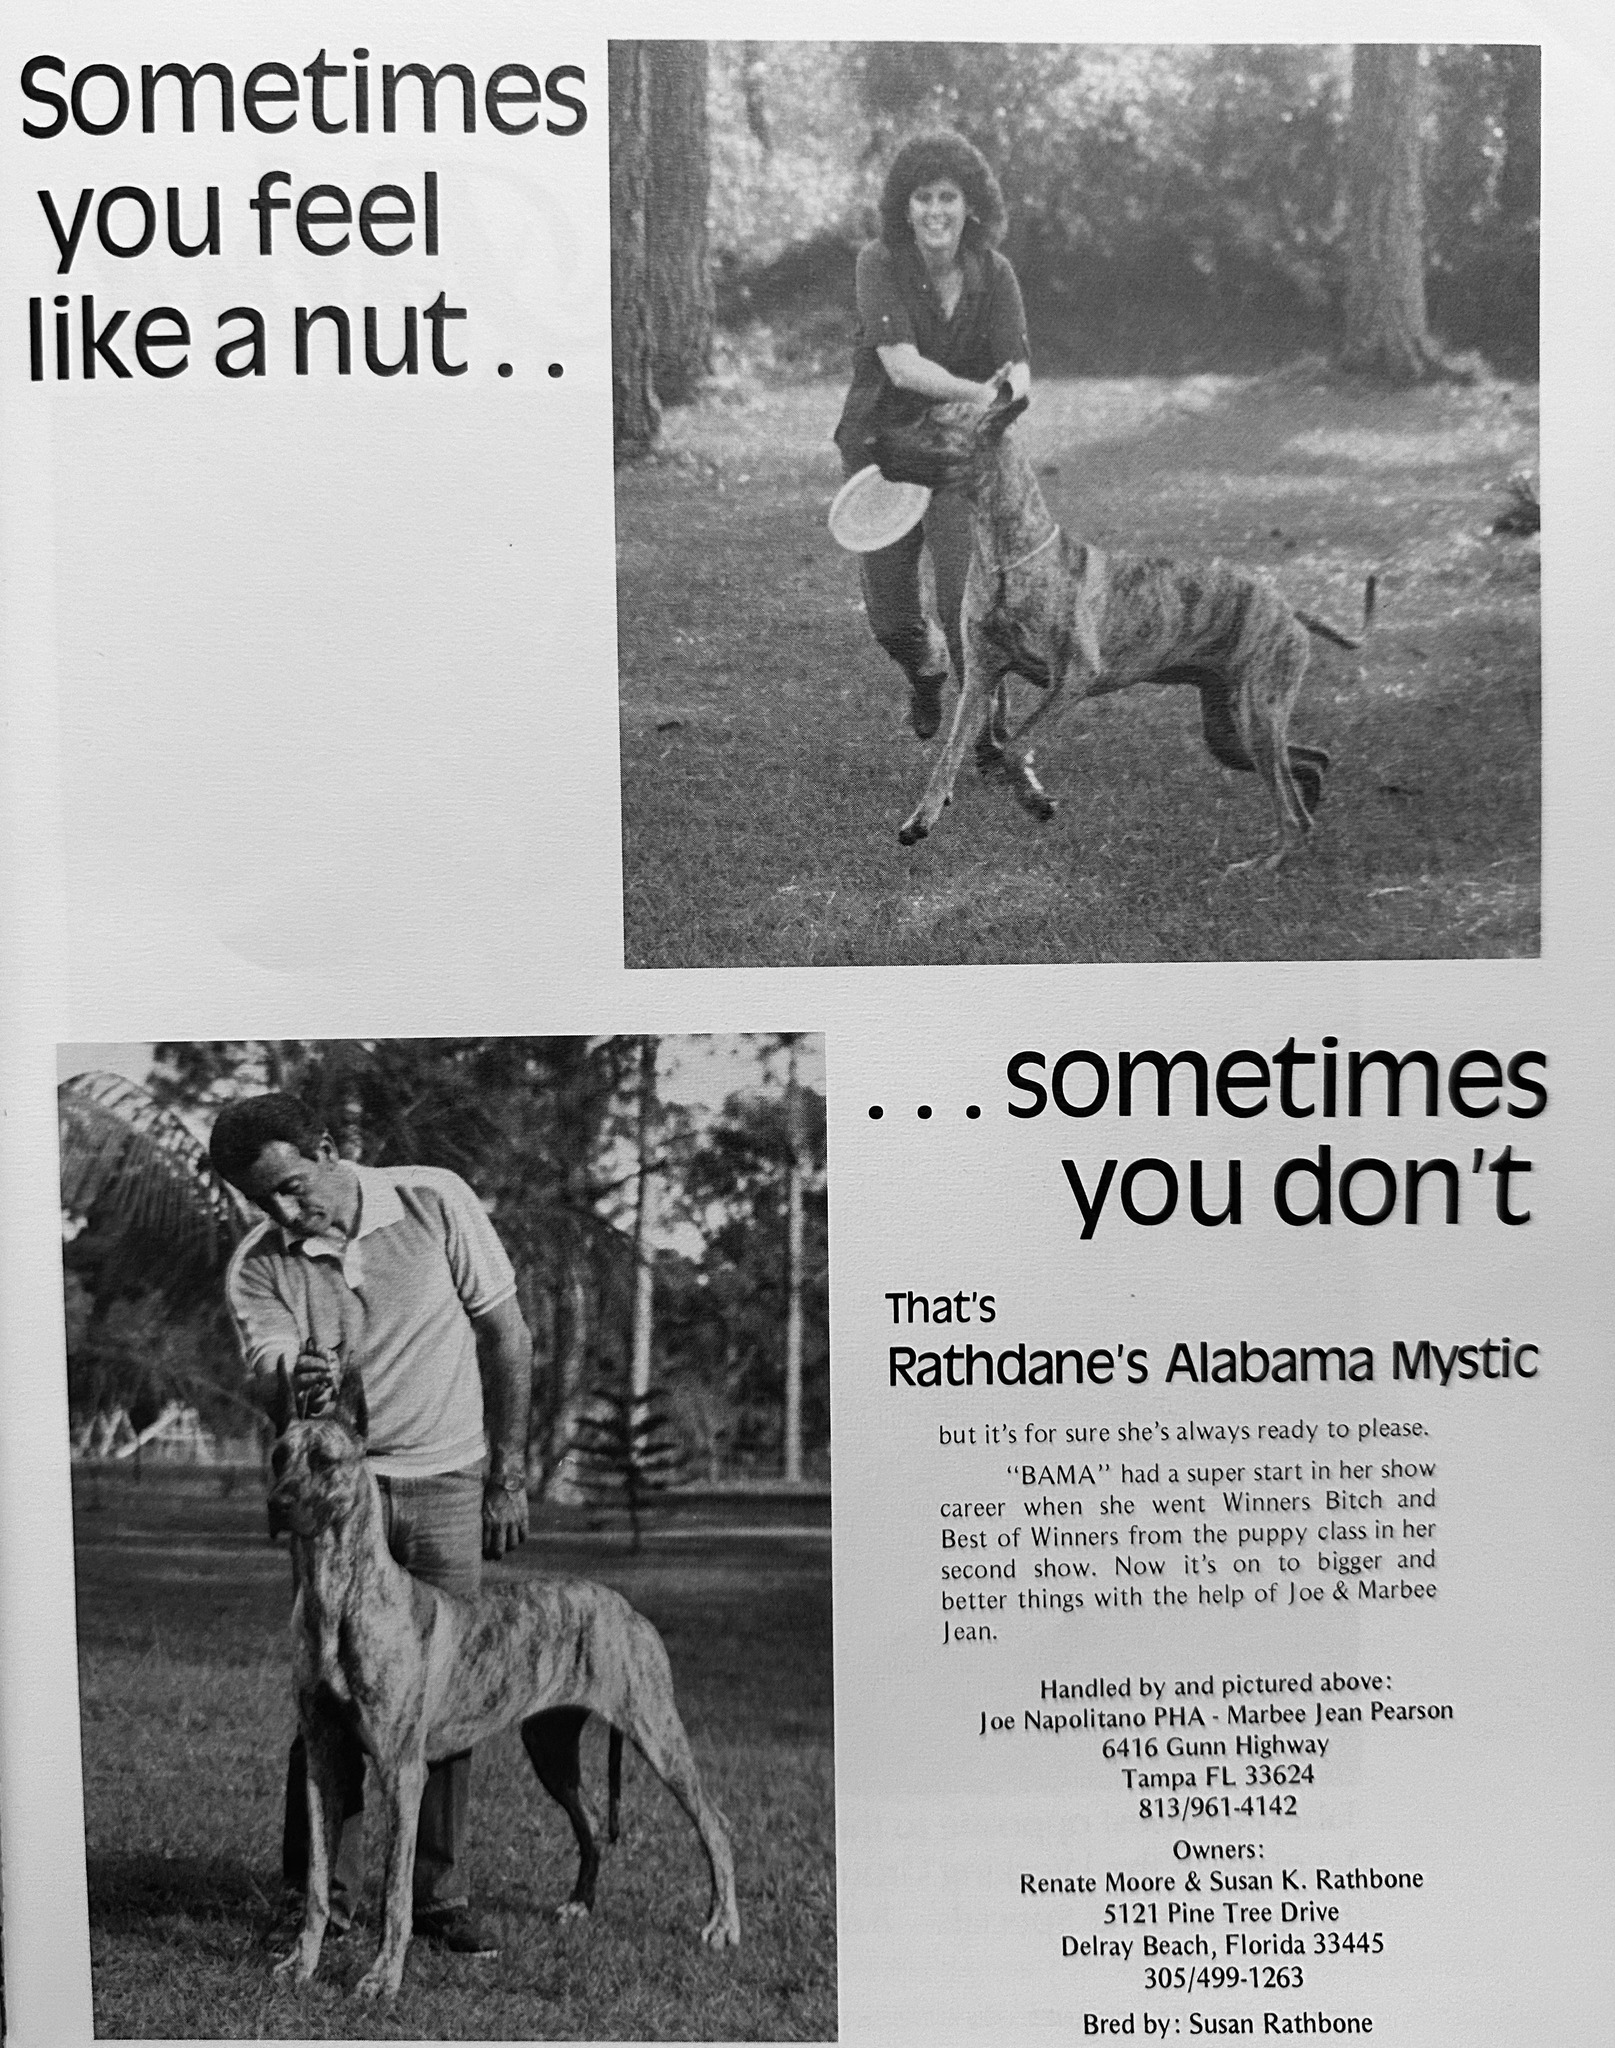 Sometimes
you feel
like a nut . .
. . . sometimes
you don't
That's
Rathdane's Alabama Mystic
but it's for sure she's always ready to please.
"BAMA" had a super start in her show
career when she went Winners Bitch and
Best of Winners from the puppy class in her
second show. Now it's on to bigger and
better things with the help of Joe & Marbee
Jean.
Handled by and pictured above:
Joe Napolitano PHA - Marbee Jean Pearson
6416 Gunn Highway
Tampa FL 33624
813/961-4142
Owners:
Renate Moore & Susan K. Rathbone
5121 Pine Tree Drive
Delray Beach, Florida 33445
305/499-1263
Bred by: Susan Rathbone